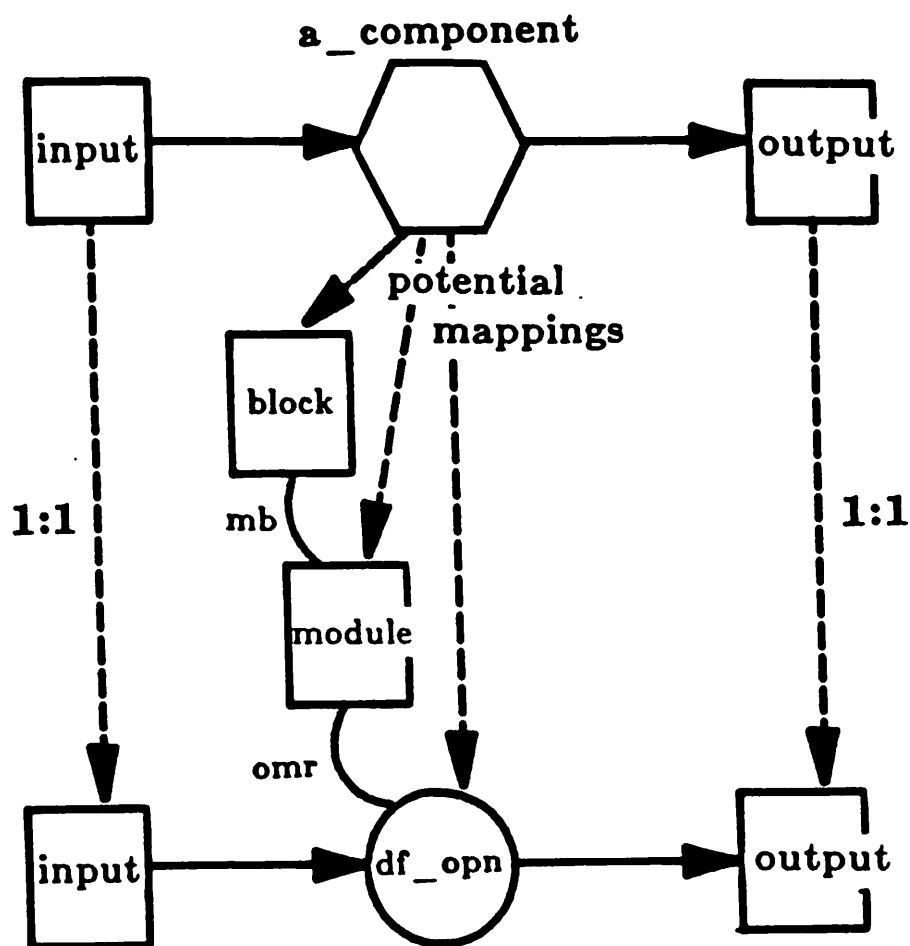 a_component
input
output
potential
mappings
block
1:1
mb
1:1
module
omr
input
df_opn
output